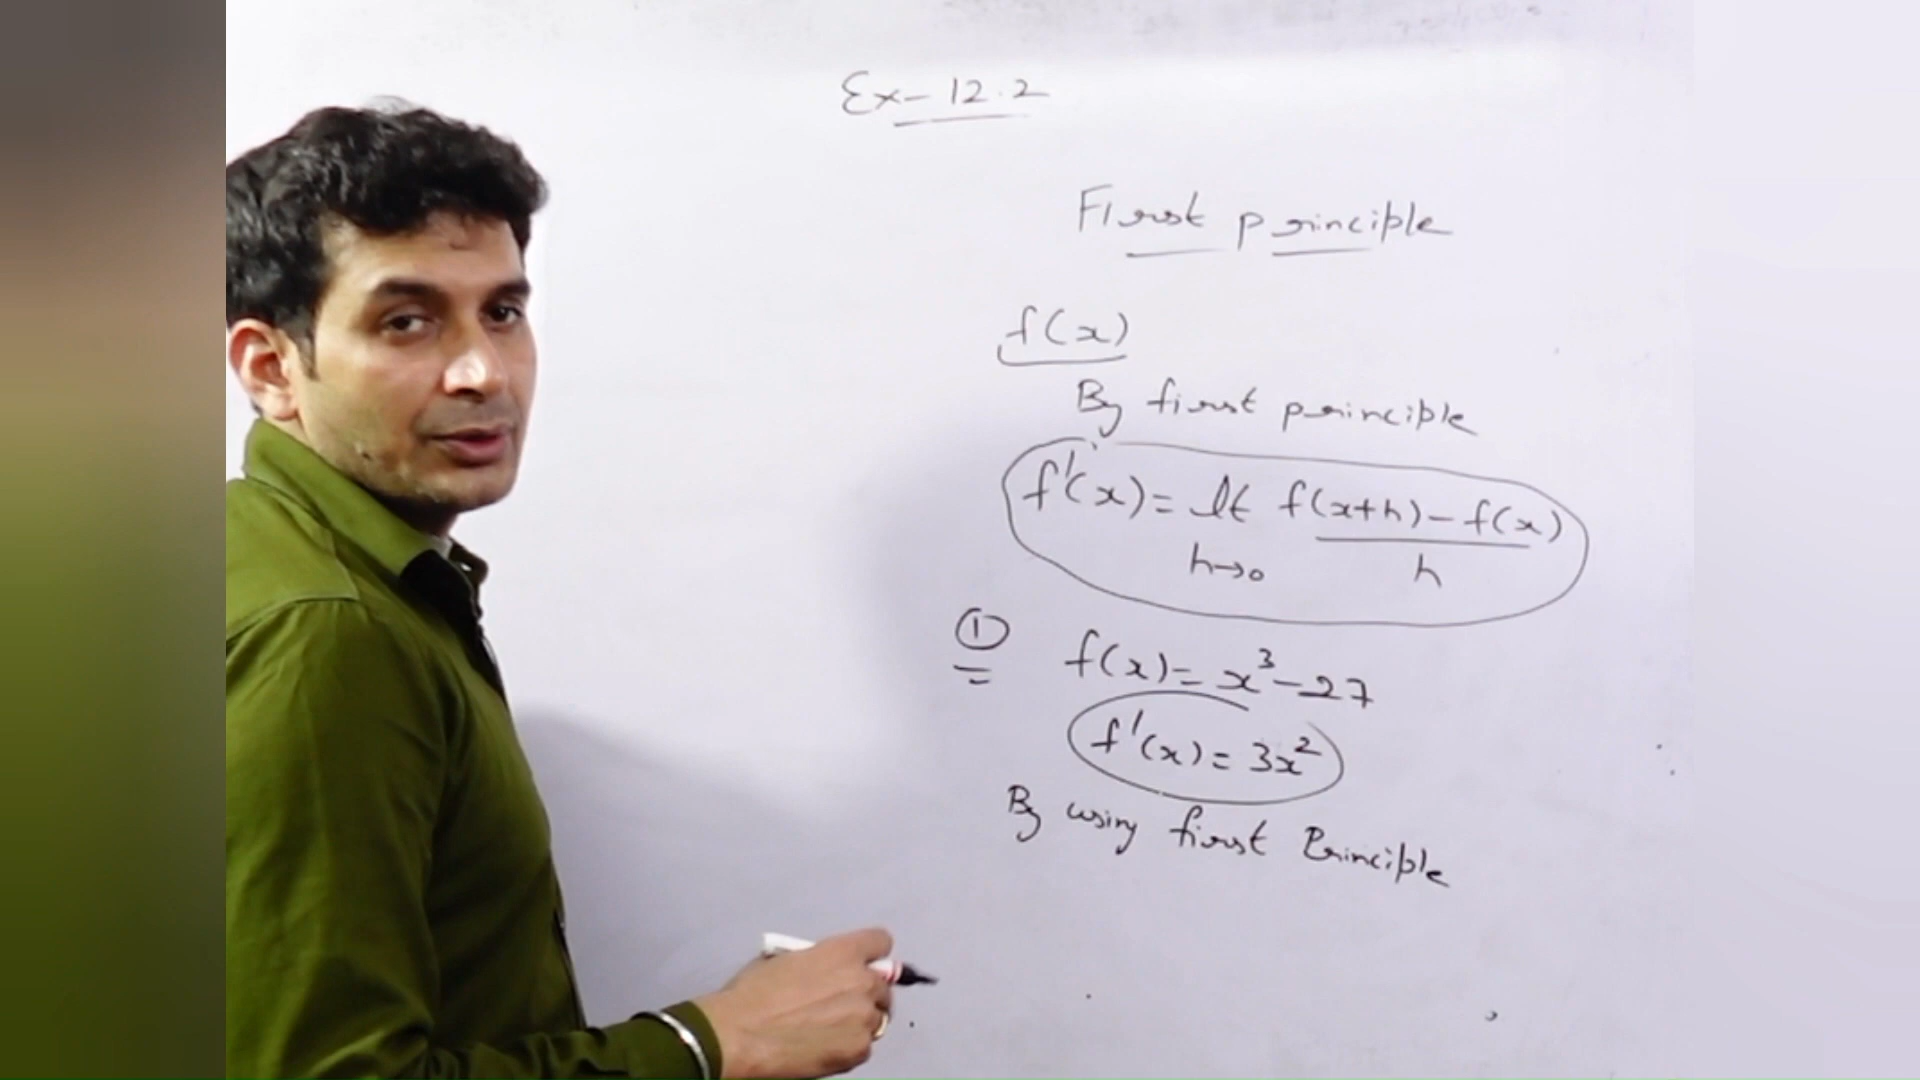 Ex-12.2
First principle
f(x)
By first principle
f'(x) = lt f(x+h) - f(x)
h→0 h
① f(x) = x³-27
f'(x) = 3x²
By using first Principle